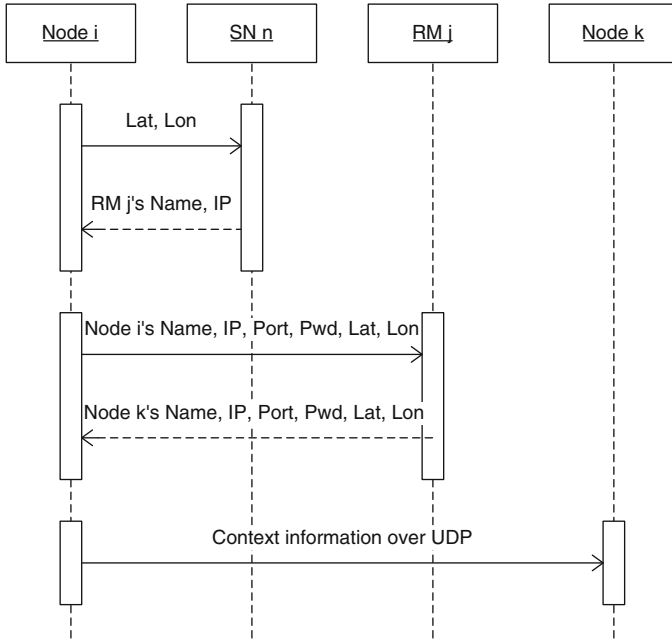 Node i
SN n
RM j
Node k
Lat, Lon
RM j's Name, IP
Node i's Name, IP, Port, Pwd, Lat, Lon
Node k's Name, IP, Port, Pwd, Lat, Lon
Context information over UDP